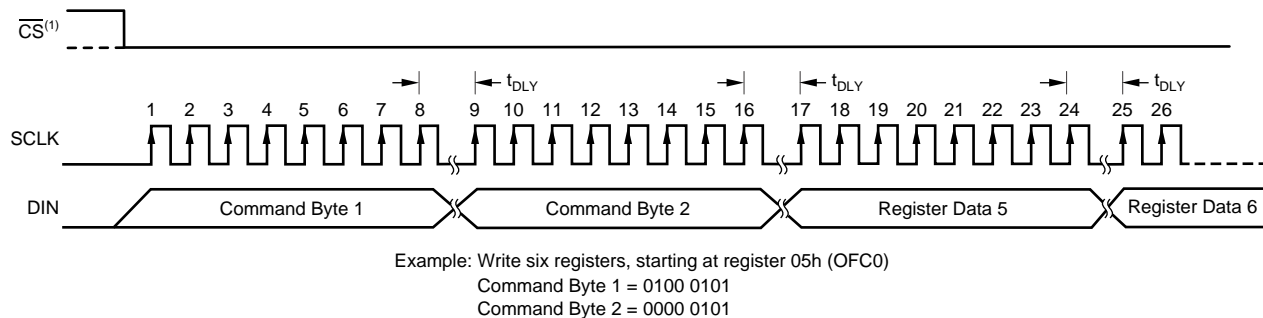 CS(1)
tDLY tDLY tDLY
1 2 3 4 5 6 7 8 9 10 11 12 13 14 15 16 17 18 19 20 21 22 23 24 25 26
SCLK
DIN Command Byte 1 Command Byte 2 Register Data 5 Register Data 6
Example: Write six registers, starting at register 05h (OFC0)
Command Byte 1 = 0100 0101
Command Byte 2 = 0000 0101